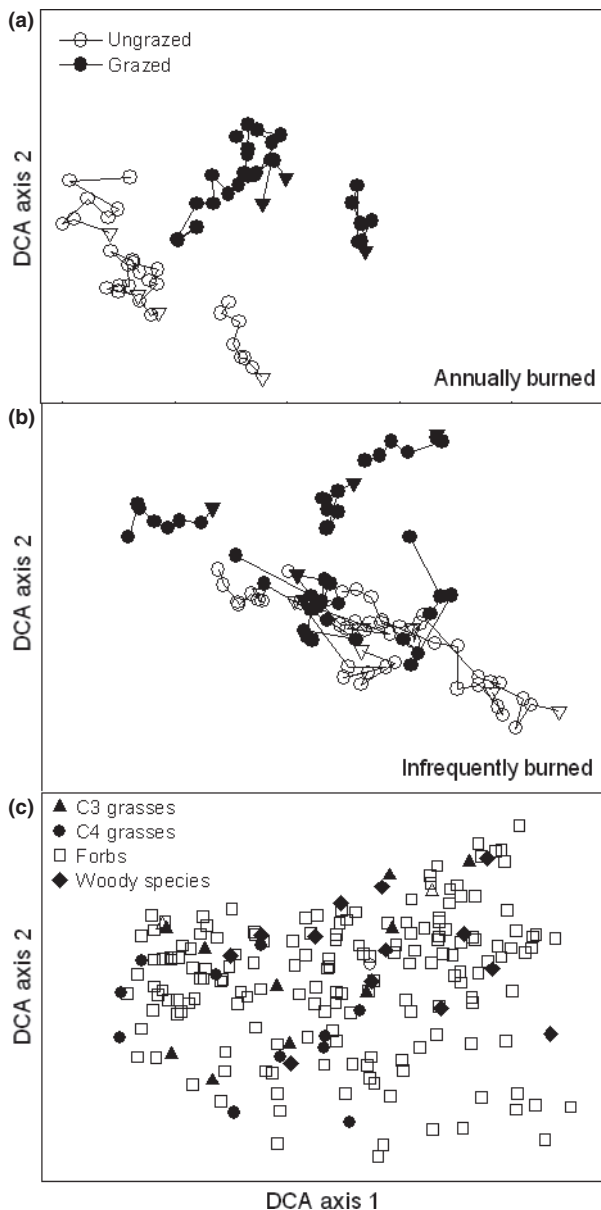 (a)
Ungrazed
Grazed
DCA axis 2
Annually burned
(b)
DCA axis 2
Infrequently burned
(c)
C3 grasses
C4 grasses
Forbs
Woody species
DCA axis 2
DCA axis 1